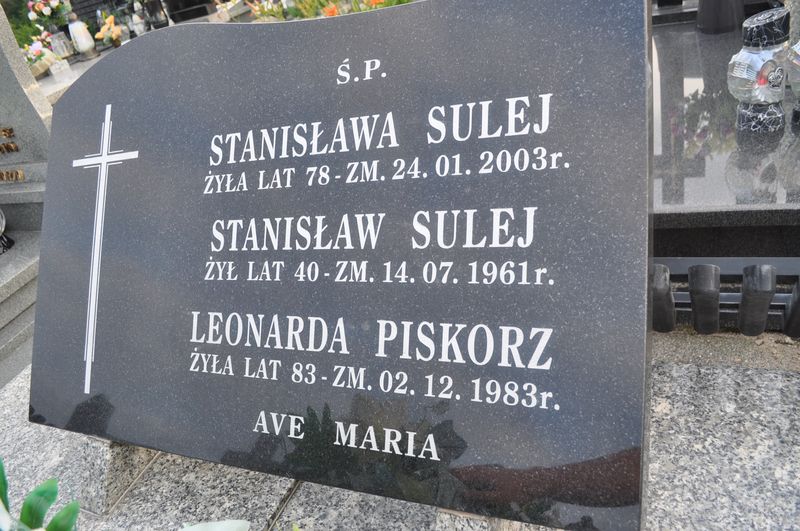 Ś.P.
STANISŁAWA SULEJ
ŻYŁA LAT 78 - ZM. 24. 01. 2003r.
STANISŁAW SULEJ
ŻYŁ LAT 40 - ZM. 14. 07. 1961r.
LEONARDA PISKORZ
ŻYŁA LAT 83 - ZM. 02. 12. 1983r.
AVE MARIA